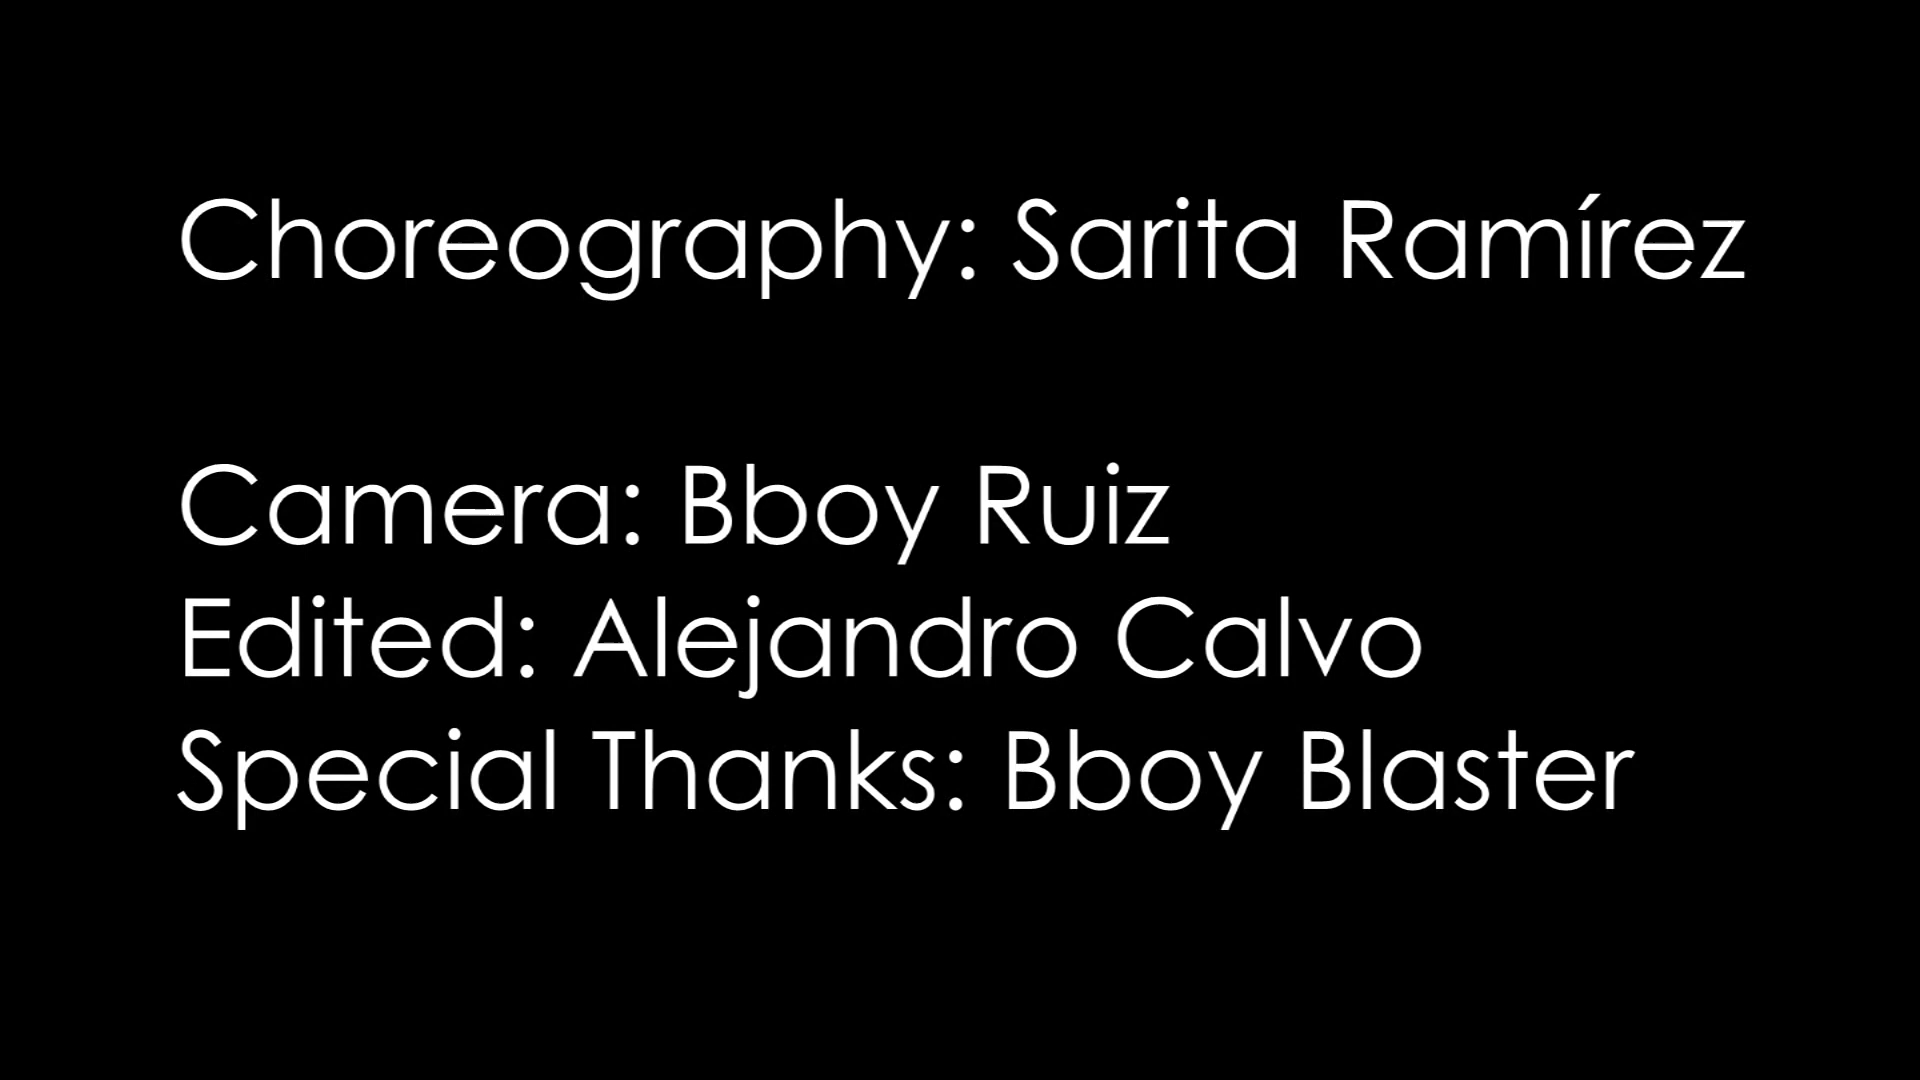 Choreography: Sarita Ramírez
Camera: Bboy Ruiz
Edited: Alejandro Calvo
Special Thanks: Bboy Blaster